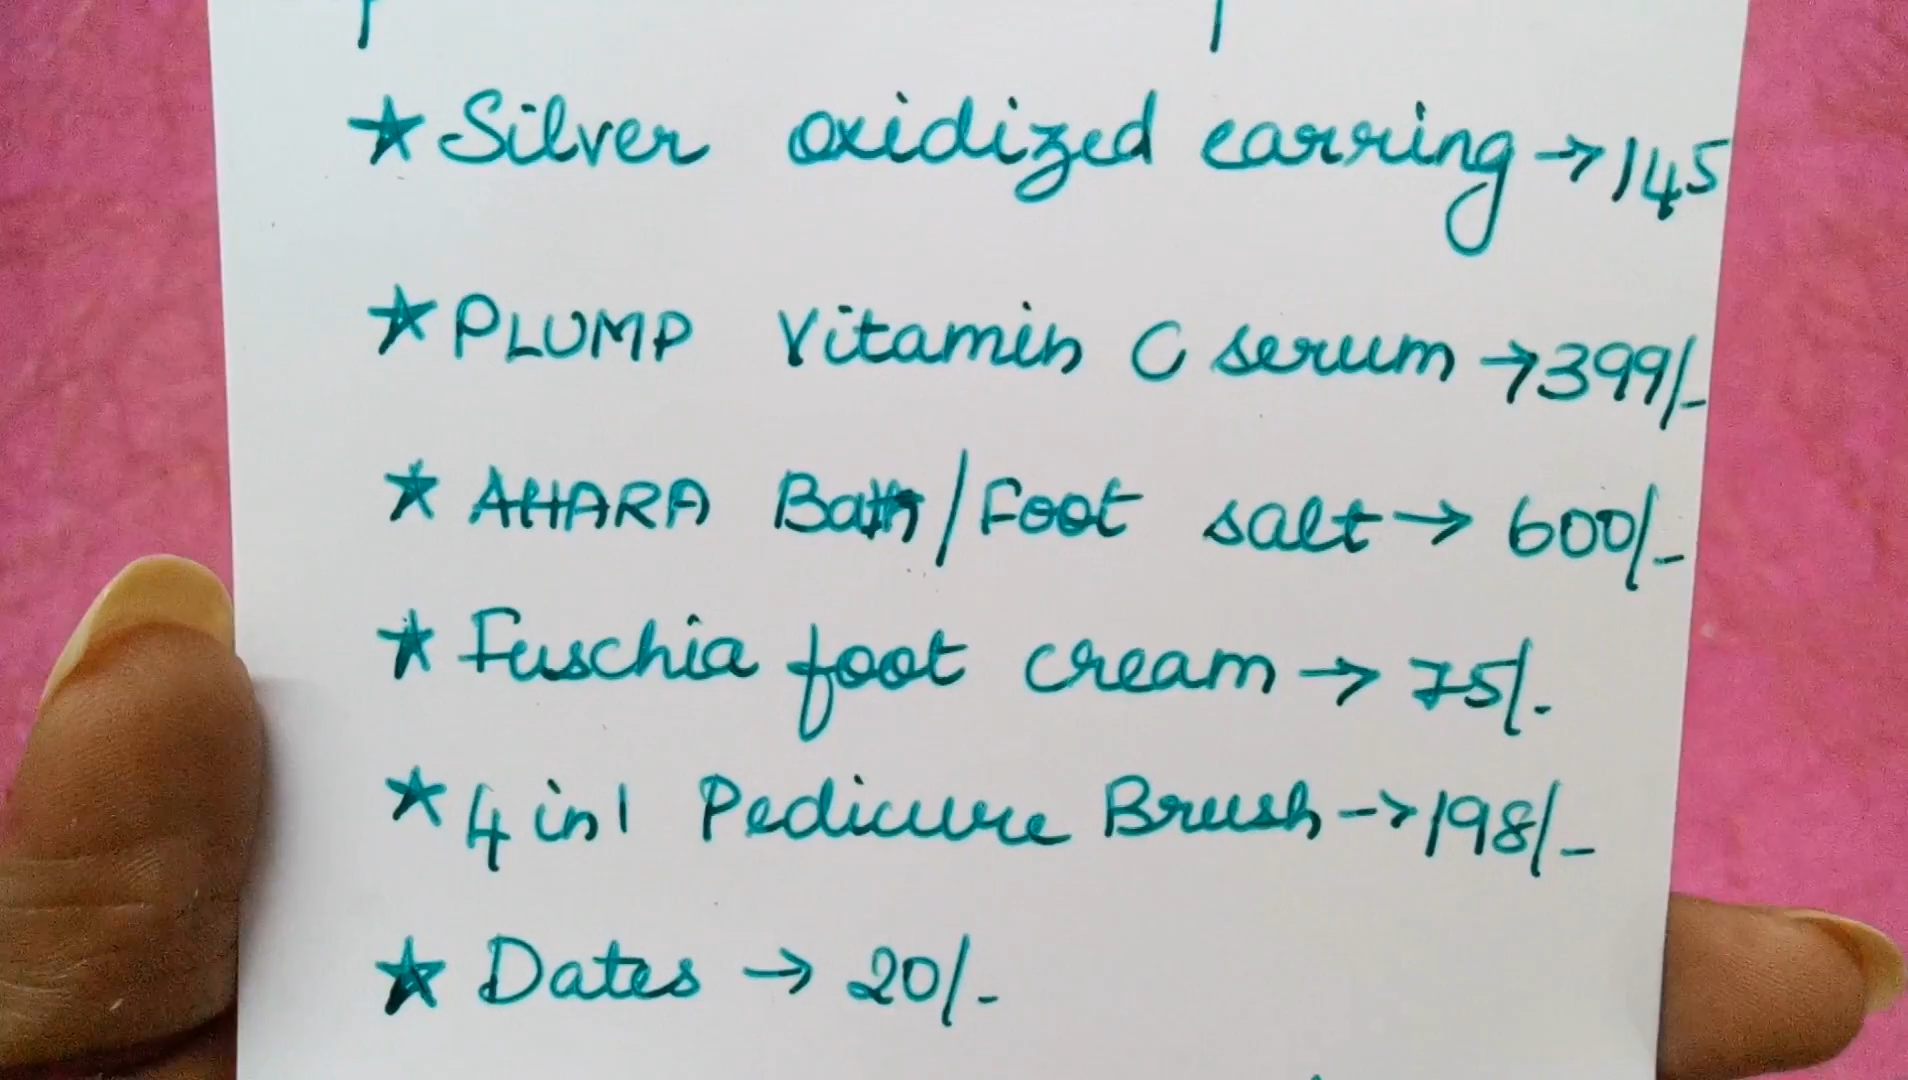 ★ Silver oxidized earring → 145
★ PLUMP Vitamin C serum → 399/-
★ AHARA Bath/Foot salt → 600/-
★ Fuschia foot cream → 75/-
★ 4 in 1 Pedicure Brush → 198/-
★ Dates → 20/-